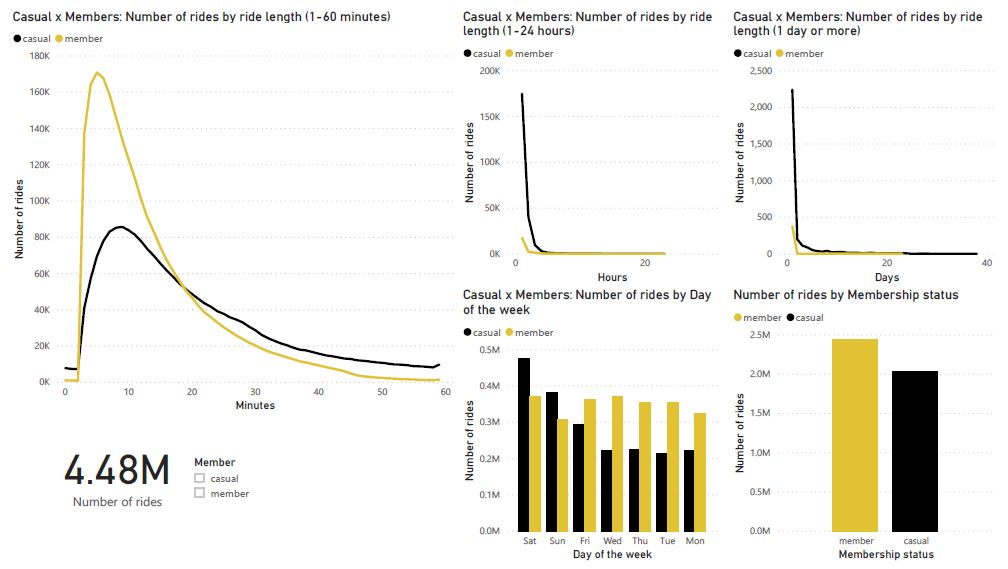 Casual x Members: Number of rides by ride length (1-60 minutes)
casual member
180K
160K
140K
120K
100K
80K
60K
40K
20K
0K
Number of rides
0 10 20 30 40 50 60
Minutes
4.48M
Number of rides
Member
casual
member
Casual x Members: Number of rides by ride
length (1-24 hours)
casual member
200K
150K
100K
50K
0K
Number of rides
0 20
Hours
Casual x Members: Number of rides by ride
length (1 day or more)
casual member
2,500
2,000
1,500
1,000
500
0
Number of rides
0 20 40
Days
Casual x Members: Number of rides by Day
of the week
casual member
0.5M
0.4M
0.3M
0.2M
0.1M
0.0M
Number of rides
Sat Sun Fri Wed Thu Tue Mon
Day of the week
Number of rides by Membership status
member casual
2.5M
2.0M
1.5M
1.0M
0.5M
0.0M
Number of rides
member casual
Membership status